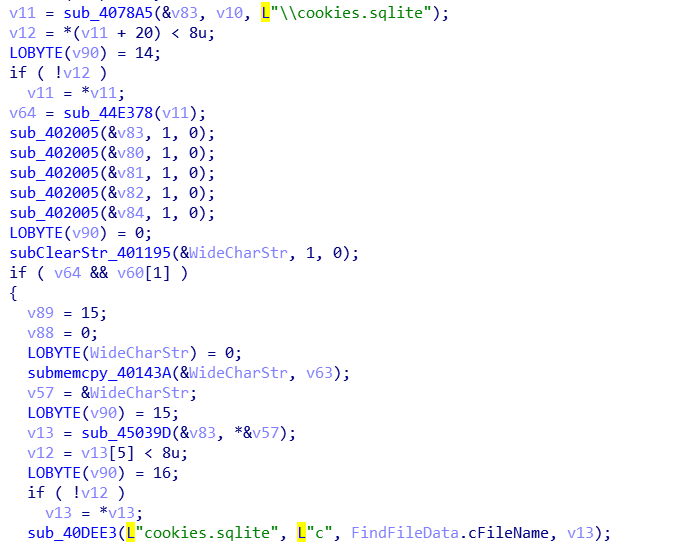 v11 = sub_4078A5(&v83, v10, L"\\cookies.sqlite");
v12 = *(v11 + 20) < 8u;
LOBYTE(v90) = 14;
if ( !v12 )
  v11 = *v11;
v64 = sub_44E378(v11);
sub_402005(&v83, 1, 0);
sub_402005(&v80, 1, 0);
sub_402005(&v81, 1, 0);
sub_402005(&v82, 1, 0);
sub_402005(&v84, 1, 0);
LOBYTE(v90) = 0;
subClearStr_401195(&WideCharStr, 1, 0);
if ( v64 && v60[1] )
{
  v89 = 15;
  v88 = 0;
  LOBYTE(WideCharStr) = 0;
  submemcpy_40143A(&WideCharStr, v63);
  v57 = &WideCharStr;
  LOBYTE(v90) = 15;
  v13 = sub_45039D(&v83, *&v57);
  v12 = v13[5] < 8u;
  LOBYTE(v90) = 16;
  if ( !v12 )
    v13 = *v13;
  sub_40DEE3(L"cookies.sqlite", L"c", FindFileData.cFileName, v13);